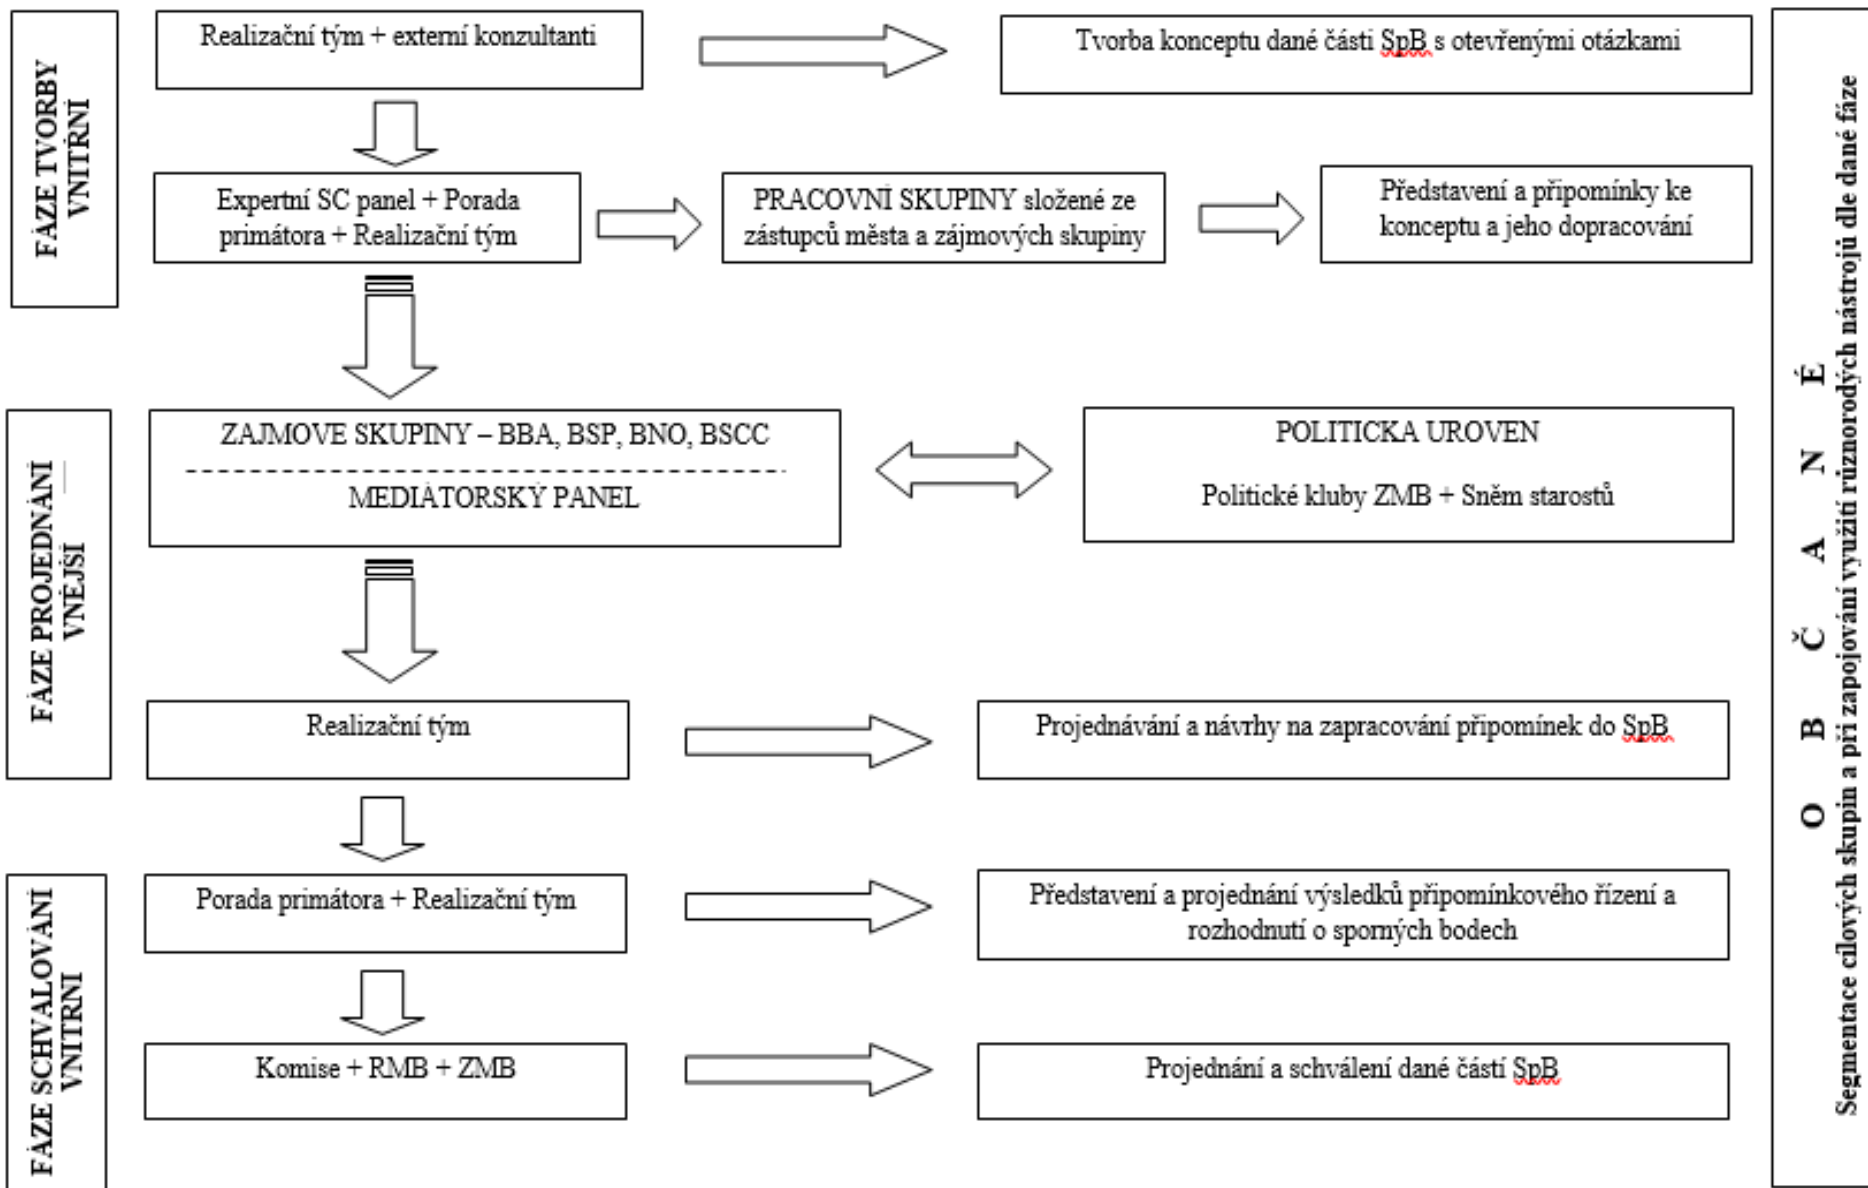 FÁZE TVORBY
VNITŘNÍ
Realizační tým + externí konzultanti
Tvorba konceptu dané části SpB s otevřenými otázkami
Expertní SC panel + Porada
primátora + Realizační tým
PRACOVNÍ SKUPINY složené ze
zástupců města a zájmových skupiny
Představení a připomínky ke
konceptu a jeho dopracování
FÁZE PROJEDNÁNÍ
VNĚJŠÍ
ZÁJMOVÉ SKUPINY – BBA, BSP, BNO, BSCC
MEDIÁTORSKÝ PANEL
POLITICKÁ ÚROVEŇ
Politické kluby ZMB + Sněm starostů
Realizační tým
Projednávání a návrhy na zapracování připomínek do SpB
FÁZE SCHVALOVÁNÍ
VNITŘNÍ
Porada primátora + Realizační tým
Představení a projednání výsledků připomínkového řízení a
rozhodnutí o sporných bodech
Komise + RMB + ZMB
Projednání a schválení dané částí SpB
O B Č A N É
Segmentace cílových skupin a při zapojování využití různorodých nástrojů dle dané fáze